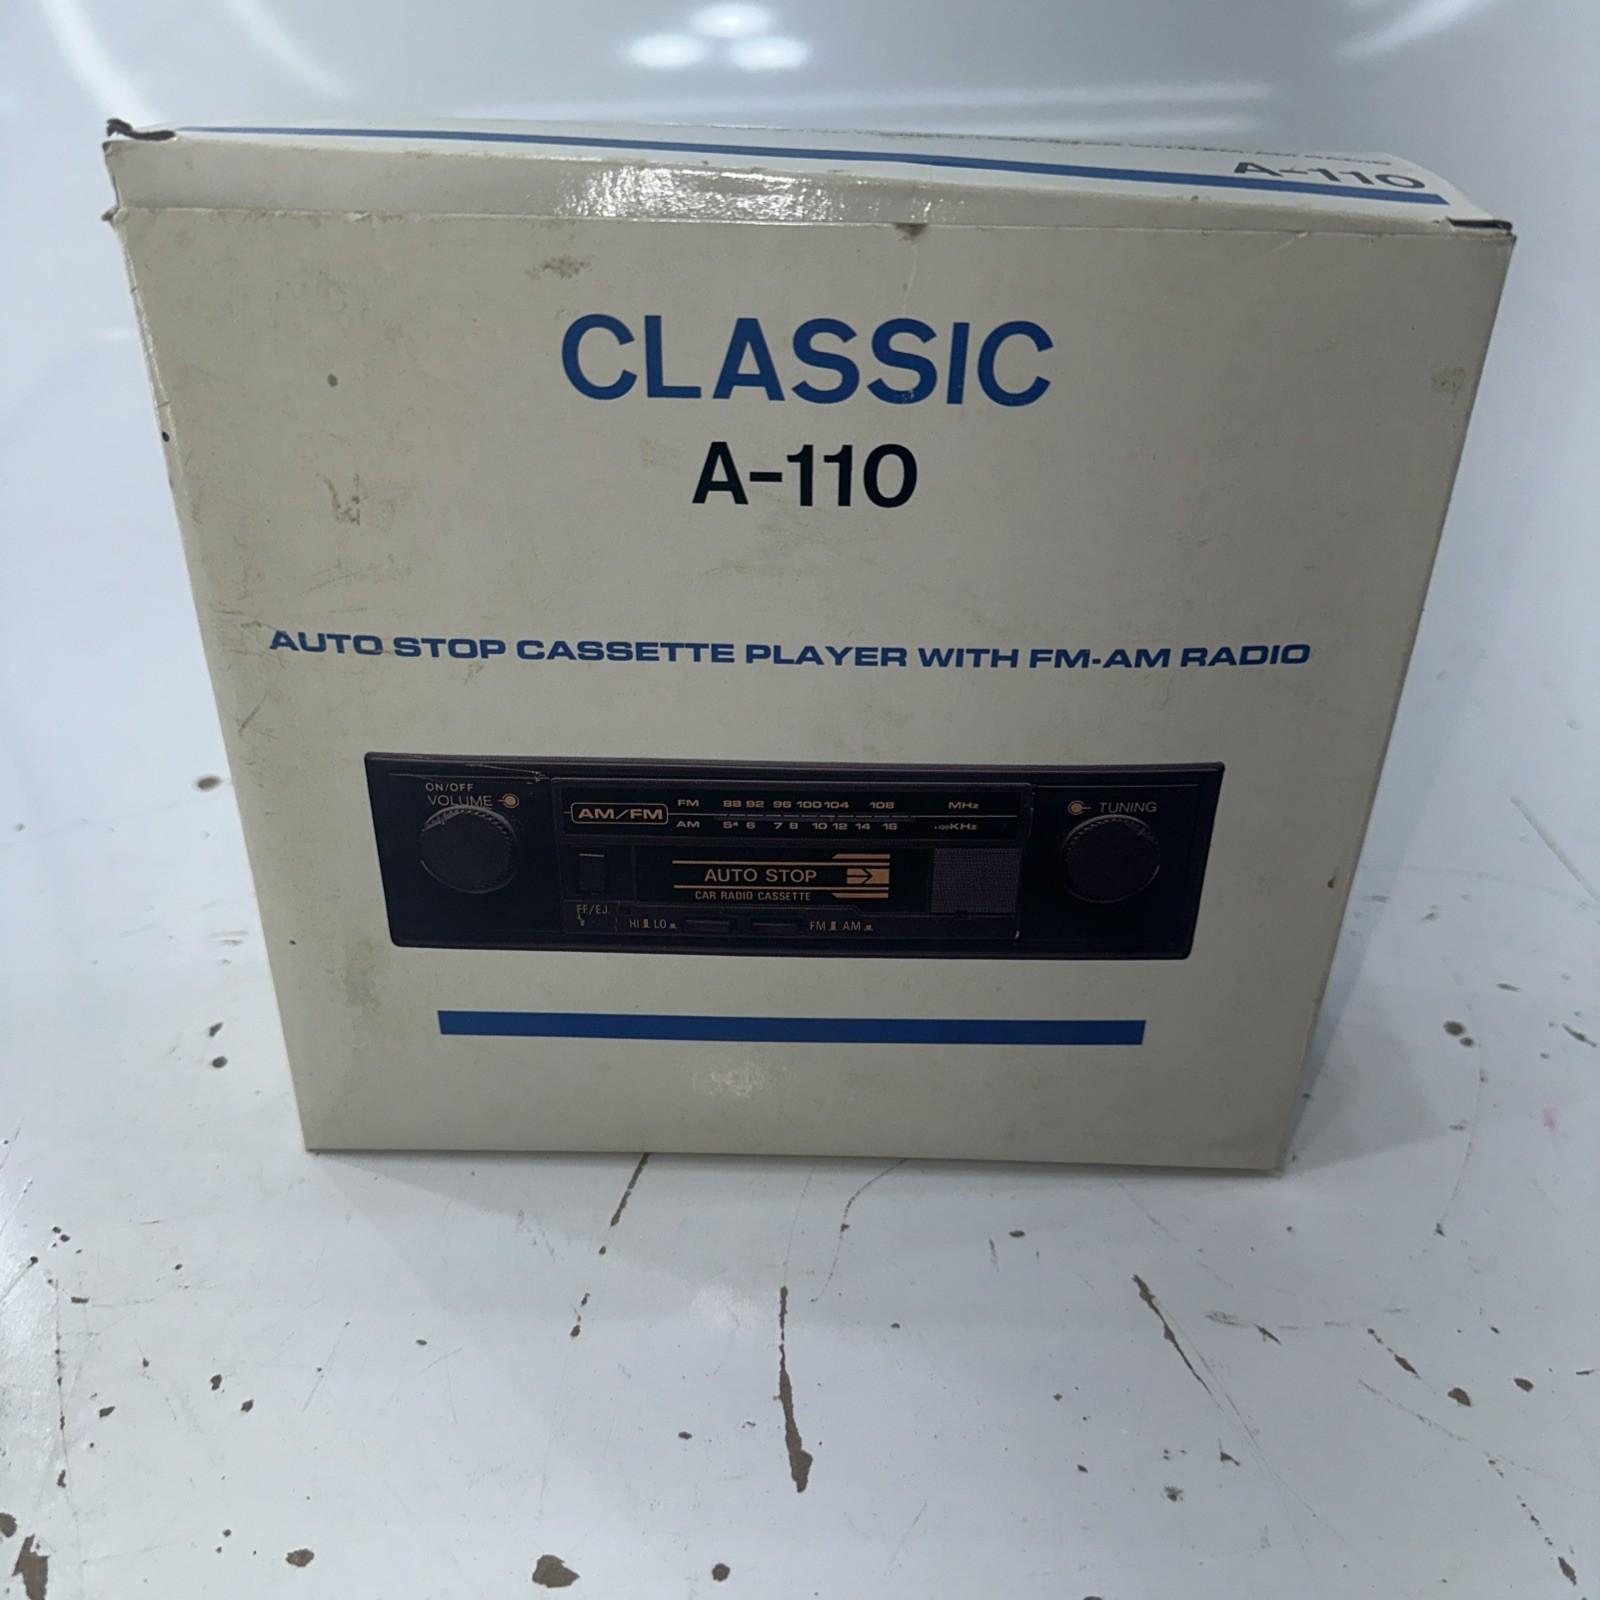 A-110
CLASSIC
A-110
AUTO STOP CASSETTE PLAYER WITH FM-AM RADIO
ON/OFF
VOLUME
AM/FM
FM 88 92 96 100 104 108 MHz
AM 5 6 7 8 10 12 14 16 KHz
TUNING
AUTO STOP
CAR RADIO CASSETTE
FF/EJ.
HI LO
FM AM